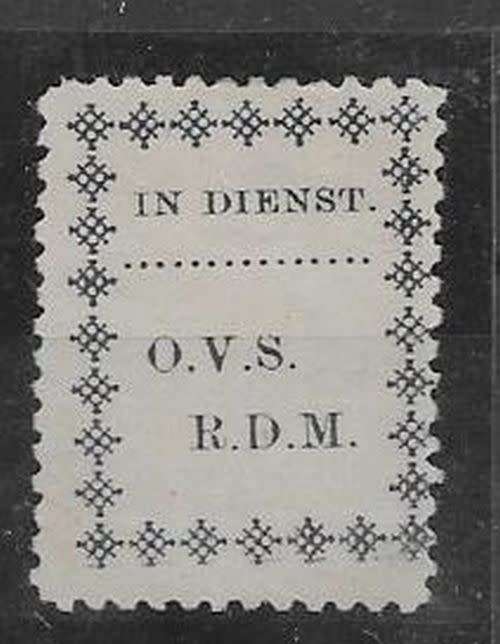 IN DIENST.
O.V.S.
R.D.M.